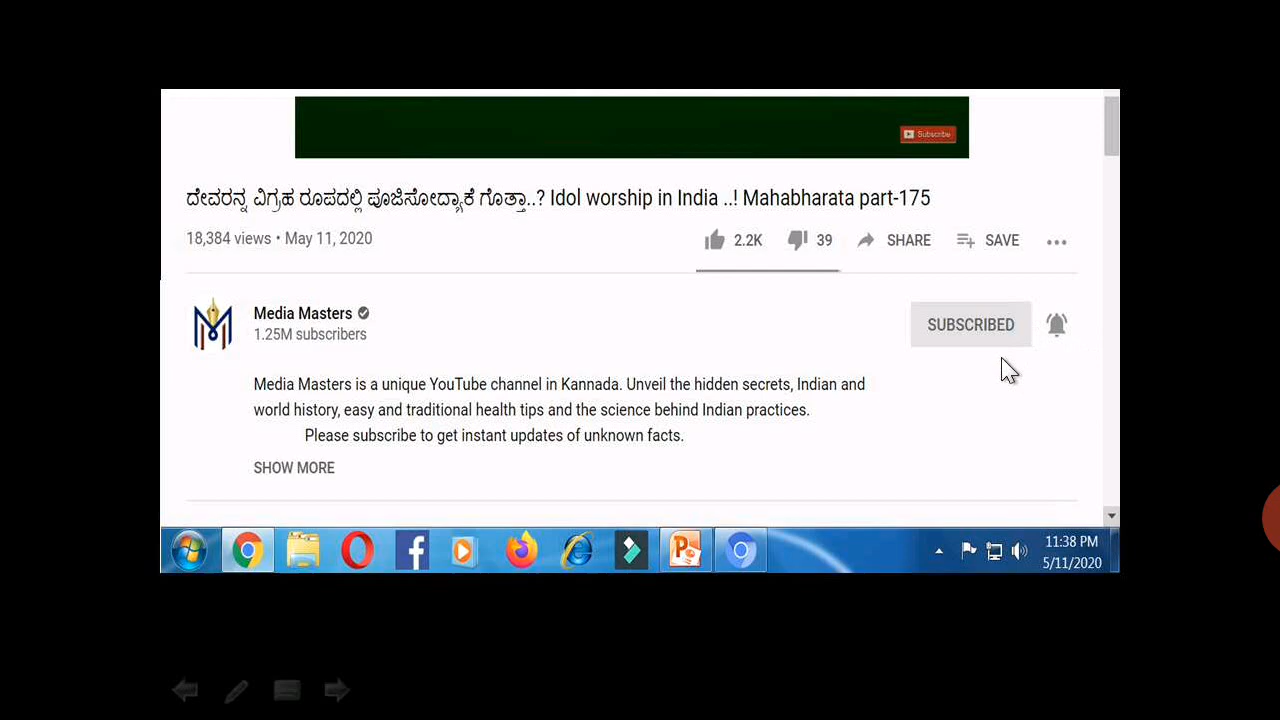 Subscribe
ದೇವರನ್ನ ವಿಗ್ರಹ ರೂಪದಲ್ಲಿ ಪೂಜಿಸೋದ್ಯಾಕೆ ಗೊತ್ತಾ..? Idol worship in India ..! Mahabharata part-175
18,384 views • May 11, 2020
2.2K 39 SHARE SAVE
Media Masters
1.25M subscribers
SUBSCRIBED
Media Masters is a unique YouTube channel in Kannada. Unveil the hidden secrets, Indian and
world history, easy and traditional health tips and the science behind Indian practices.
Please subscribe to get instant updates of unknown facts.
SHOW MORE
11:38 PM
5/11/2020